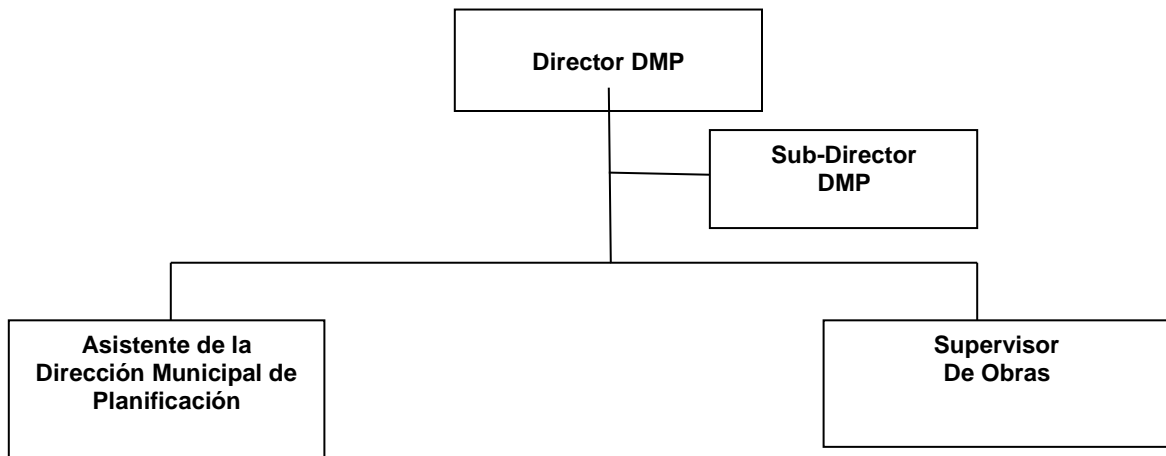 Director DMP
Sub-Director
DMP
Asistente de la
Dirección Municipal de
Planificación
Supervisor
De Obras